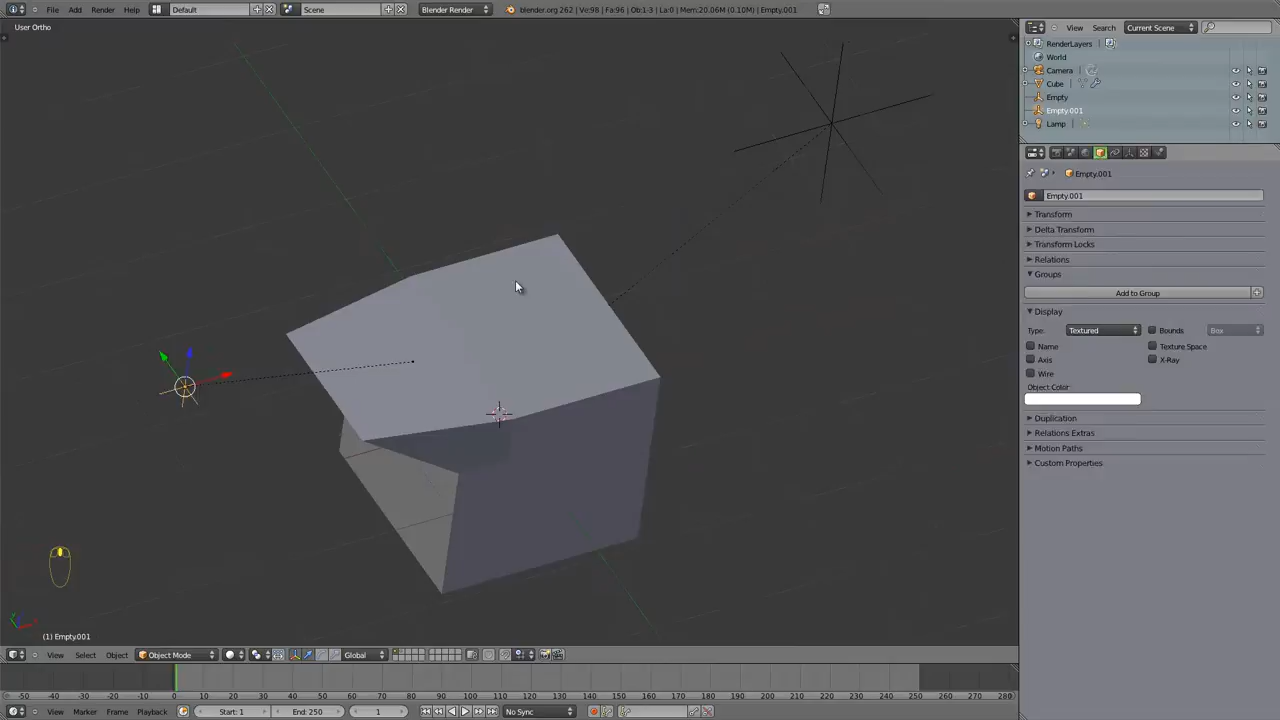 File Add Render Help Default Scene Blender Render blender.org 262 | Ve:98 | Fa:96 | Ob:1-3 | La:0 | Mem:20.06M (0.10M) | Empty.001
User Ortho
View Search Current Scene
RenderLayers
World
Camera
Cube
Empty
Empty.001
Lamp
Empty.001
Empty.001
Transform
Delta Transform
Transform Locks
Relations
Groups
Add to Group
Display
Type: Textured Bounds Box
Name Texture Space
Axis X-Ray
Wire
Object Color:
Duplication
Relations Extras
Motion Paths
Custom Properties
(1) Empty.001
View Select Object Object Mode Global
-50 -40 -30 -20 -10 0 10 20 30 40 50 60 70 80 90 100 110 120 130 140 150 160 170 180 190 200 210 220 230 240 250 260 270 280
View Marker Frame Playback Start: 1 End: 250 1 No Sync